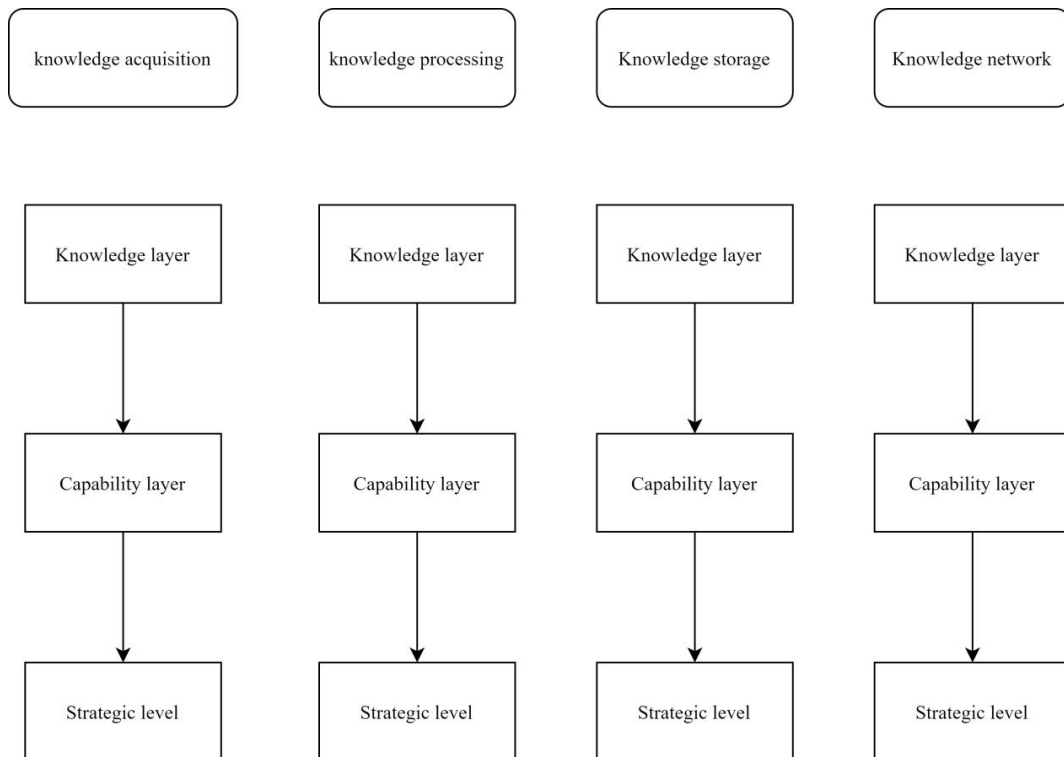 knowledge acquisition
knowledge processing
Knowledge storage
Knowledge network
Knowledge layer
Knowledge layer
Knowledge layer
Knowledge layer
Capability layer
Capability layer
Capability layer
Capability layer
Strategic level
Strategic level
Strategic level
Strategic level